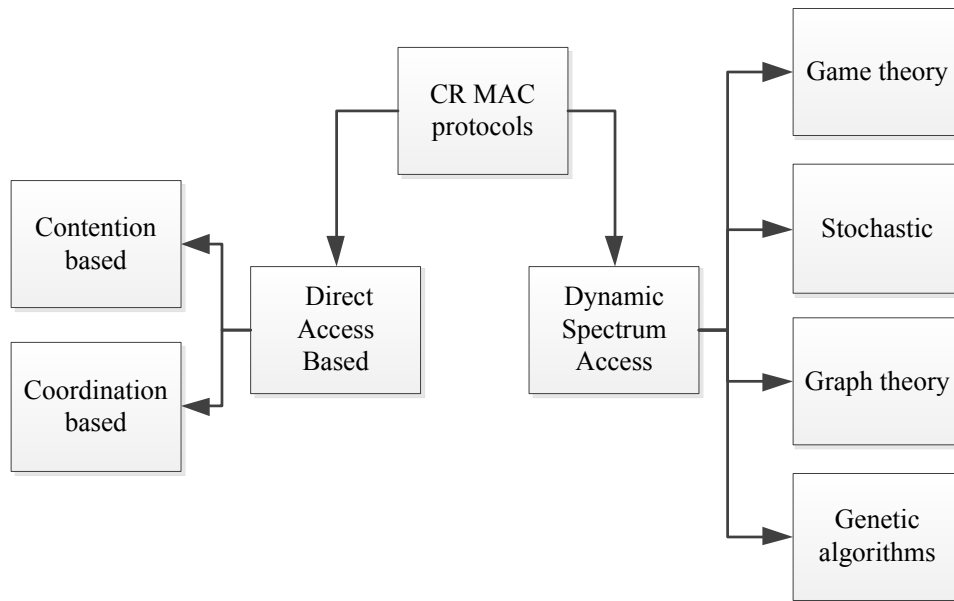 CR MAC
protocols
Contention
based
Coordination
based
Direct
Access
Based
Dynamic
Spectrum
Access
Game theory
Stochastic
Graph theory
Genetic
algorithms